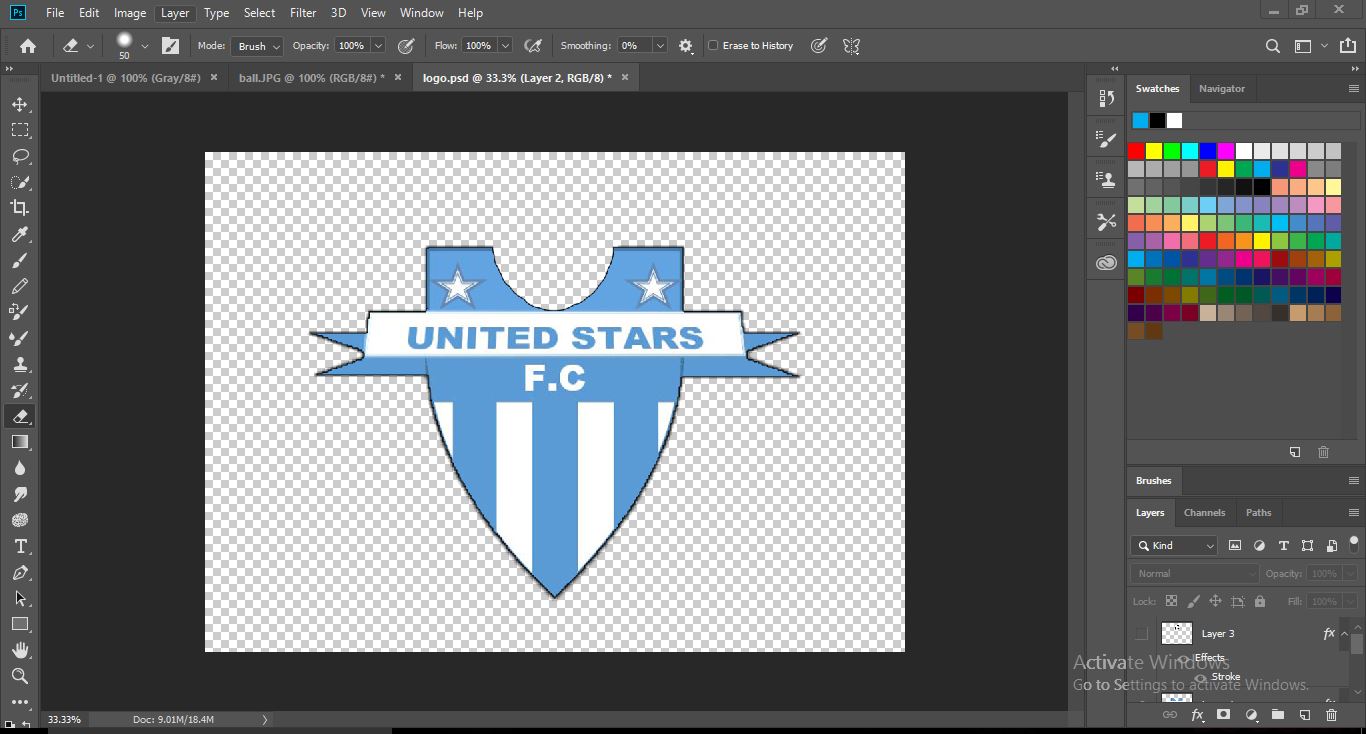 Ps File Edit Image Layer Type Select Filter 3D View Window Help
50 Mode: Brush Opacity: 100% Flow: 100% Smoothing: 0% Erase to History
Untitled-1 @ 100% (Gray/8#) × ball.JPG @ 100% (RGB/8#) * × logo.psd @ 33.3% (Layer 2, RGB/8) * ×
Swatches Navigator
UNITED STARS
F.C
Brushes
Layers Channels Paths
Kind
Normal Opacity: 100%
Lock: Fill: 100%
Layer 3 fx
Effects
Stroke
Activate Windows
Go to Settings to activate Windows.
33.33% Doc: 9.01M/18.4M